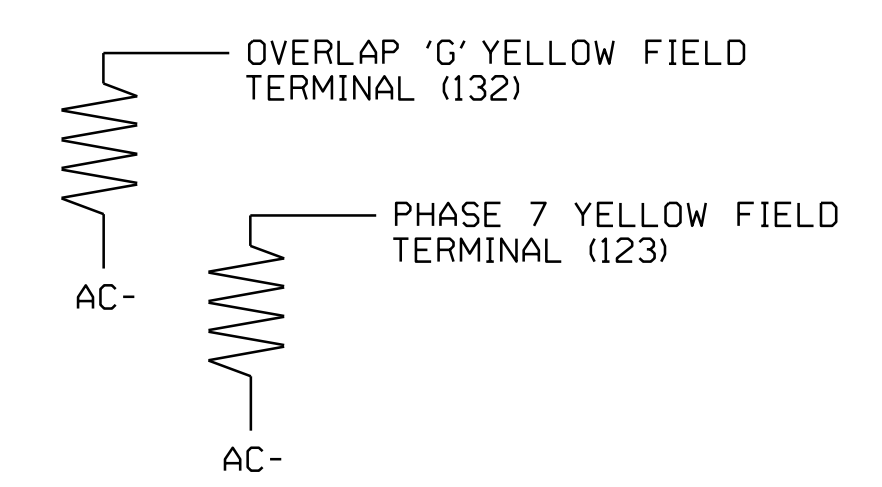 OVERLAP 'G' YELLOW FIELD
TERMINAL (132)
AC-
PHASE 7 YELLOW FIELD
TERMINAL (123)
AC-